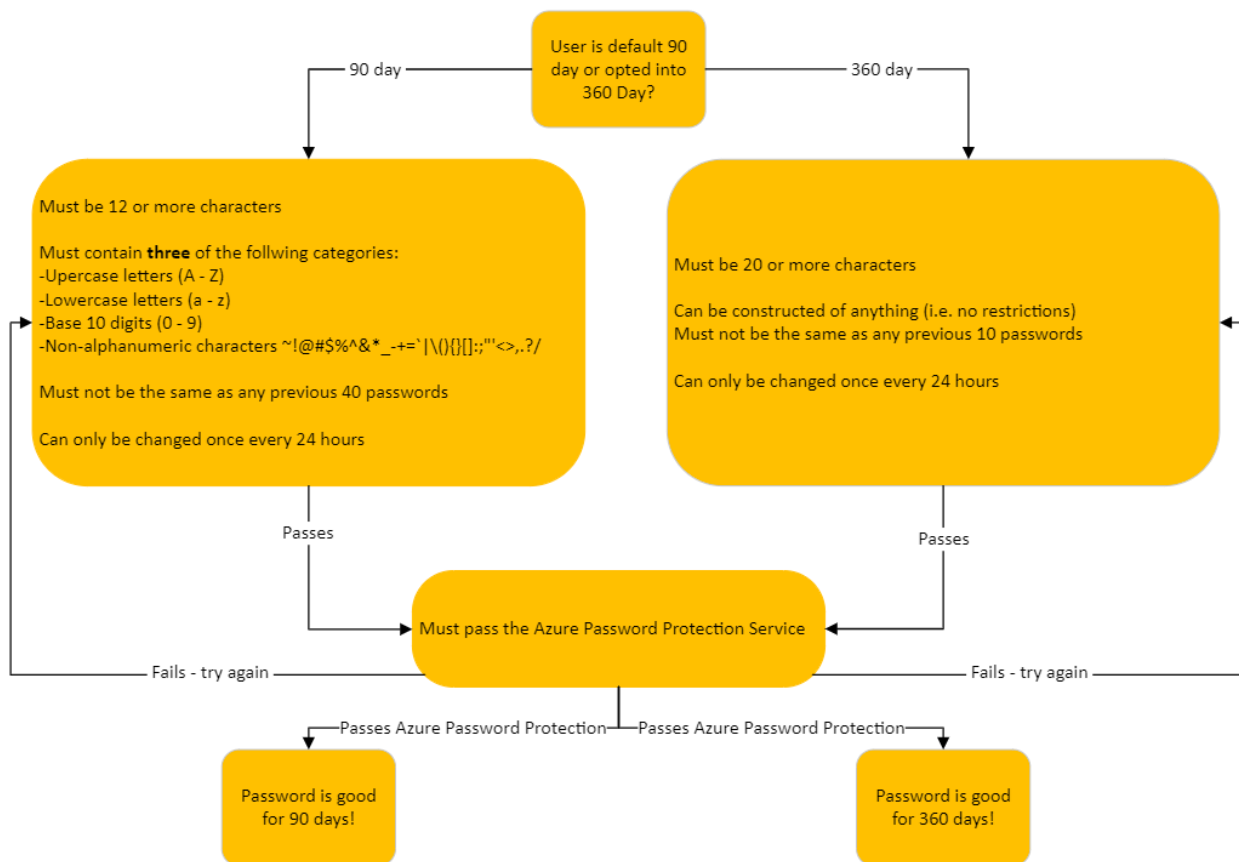 User is default 90
day or opted into
360 Day?
90 day
360 day
Must be 12 or more characters
Must contain three of the follwing categories:
-Upercase letters (A - Z)
-Lowercase letters (a - z)
-Base 10 digits (0 - 9)
-Non-alphanumeric characters ~!@#$%^&*_-+=`|\(){}[]:;"'<>,.?/
Must not be the same as any previous 40 passwords
Can only be changed once every 24 hours
Must be 20 or more characters
Can be constructed of anything (i.e. no restrictions)
Must not be the same as any previous 10 passwords
Can only be changed once every 24 hours
Passes
Passes
Must pass the Azure Password Protection Service
Fails - try again
Fails - try again
Passes Azure Password Protection
Passes Azure Password Protection
Password is good
for 90 days!
Password is good
for 360 days!